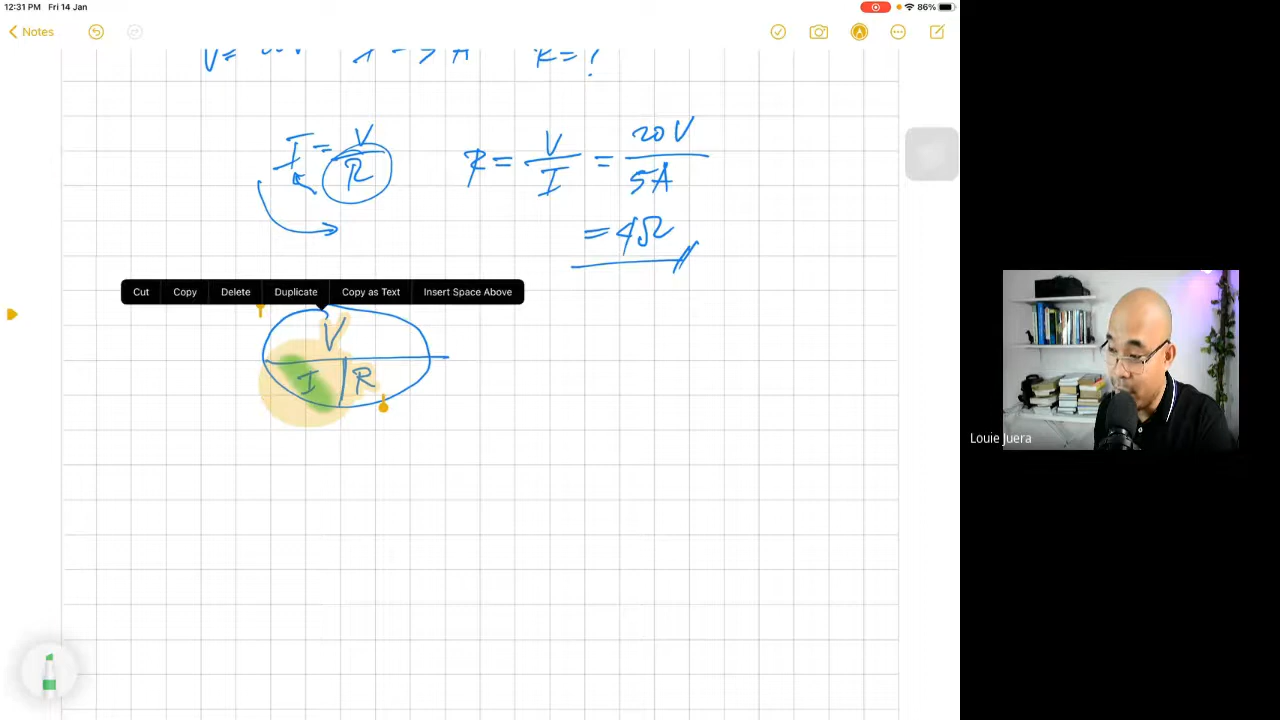 12:31 PM Fri 14 Jan 86%
Notes
I = V/R R = V/I = 20V/5A
= 4Ω
Cut Copy Delete Duplicate Copy as Text Insert Space Above
V
I R
Louie Juera